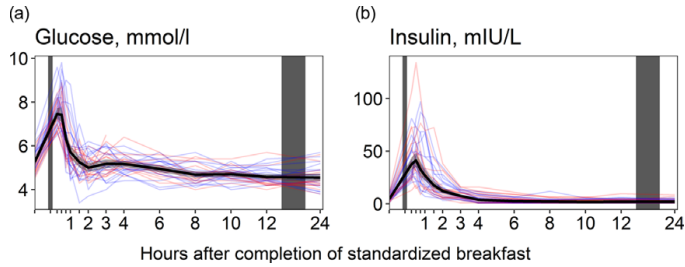 (a)
Glucose, mmol/l
10
8
6
4
1 2 3 4 6 8 10 12 24
(b)
Insulin, mIU/L
100
50
0
1 2 3 4 6 8 10 12 24
Hours after completion of standardized breakfast